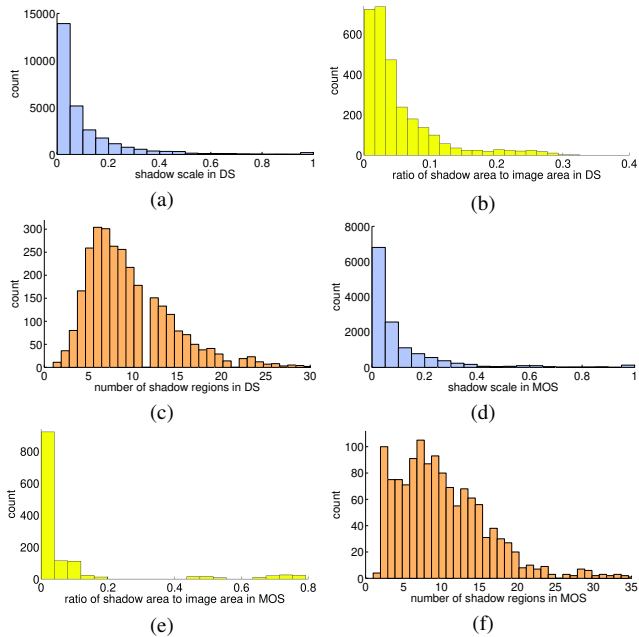 15000
10000
5000
0
count
0 0.2 0.4 0.6 0.8 1
shadow scale in DS
(a)
600
400
200
0
count
0 0.1 0.2 0.3 0.4
ratio of shadow area to image area in DS
(b)
300
250
200
150
100
50
0
count
0 5 10 15 20 25 30
number of shadow regions in DS
(c)
8000
6000
4000
2000
0
count
0 0.2 0.4 0.6 0.8 1
shadow scale in MOS
(d)
800
600
400
200
0
count
0 0.2 0.4 0.6 0.8
ratio of shadow area to image area in MOS
(e)
100
80
60
40
20
0
count
0 5 10 15 20 25 30 35
number of shadow regions in MOS
(f)